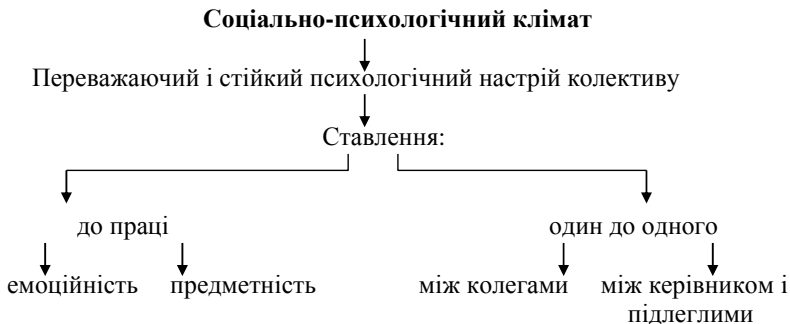 Соціально-психологічний клімат
Переважаючий і стійкий психологічний настрій колективу
Ставлення:
до праці
один до одного
емоційність
предметність
між колегами
між керівником і
підлеглими